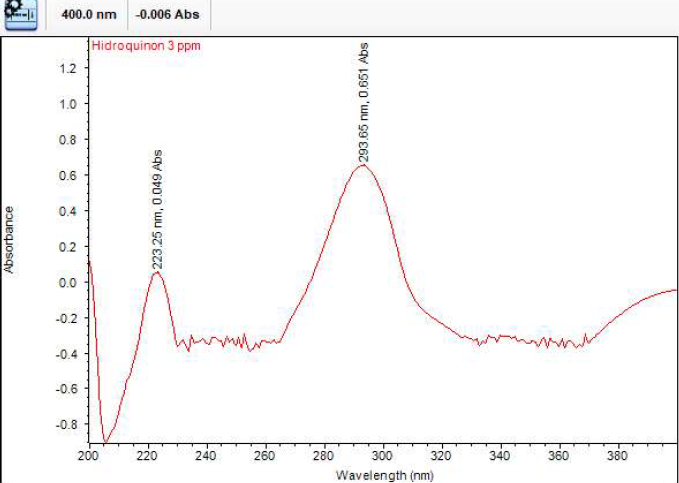 400.0 nm
-0.006 Abs
Hidroquinon 3 ppm
223.25 nm, 0.049 Abs
293.65 nm, 0.651 Abs
Absorbance
1.2
1.0
0.8
0.6
0.4
0.2
0.0
-0.2
-0.4
-0.6
-0.8
200 220 240 260 280 300 320 340 360 380
Wavelength (nm)